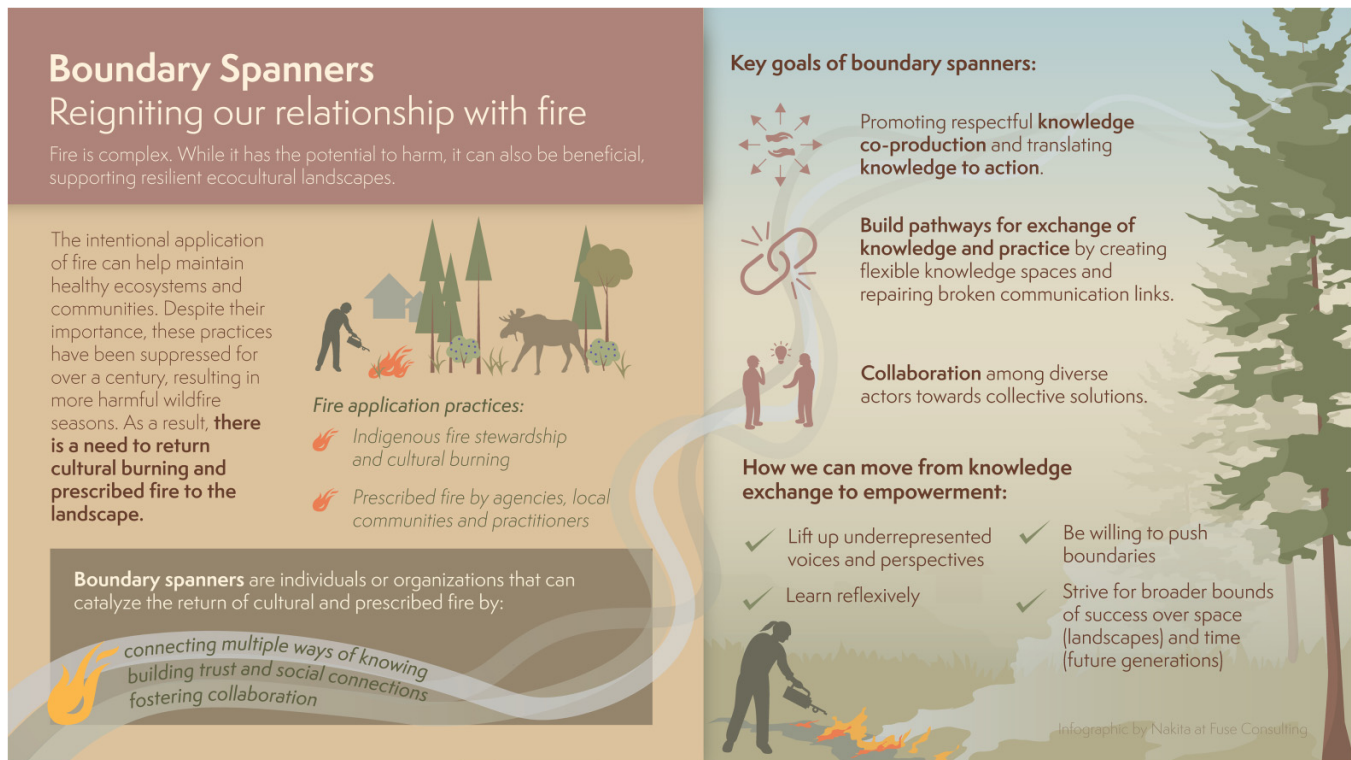 Boundary Spanners
Reigniting our relationship with fire
Fire is complex. While it has the potential to harm, it can also be beneficial,
supporting resilient ecocultural landscapes.
The intentional application
of fire can help maintain
healthy ecosystems and
communities. Despite their
importance, these practices
have been suppressed for
over a century, resulting in
more harmful wildfire
seasons. As a result, there
is a need to return
cultural burning and
prescribed fire to the
landscape.
Fire application practices:
Indigenous fire stewardship
and cultural burning
Prescribed fire by agencies, local
communities and practitioners
Boundary spanners are individuals or organizations that can
catalyze the return of cultural and prescribed fire by:
connecting multiple ways of knowing
building trust and social connections
fostering collaboration
Key goals of boundary spanners:
Promoting respectful knowledge
co-production and translating
knowledge to action.
Build pathways for exchange of
knowledge and practice by creating
flexible knowledge spaces and
repairing broken communication links.
Collaboration among diverse
actors towards collective solutions.
How we can move from knowledge
exchange to empowerment:
Lift up underrepresented
voices and perspectives
Learn reflexively
Be willing to push
boundaries
Strive for broader bounds
of success over space
(landscapes) and time
(future generations)
Infographic by Nakita at Fuse Consulting